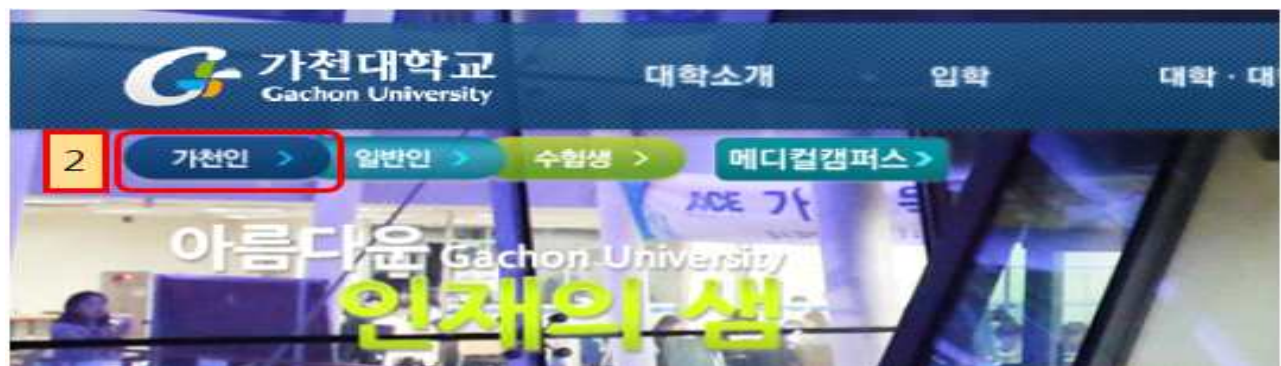 가천대학교
Gachon University
대학소개 입학 대학 · 대
2 가천인 > 일반인 > 수험생 > 메디컬캠퍼스 >
ACE 가
아름다운 Gachon University
인재의 샘